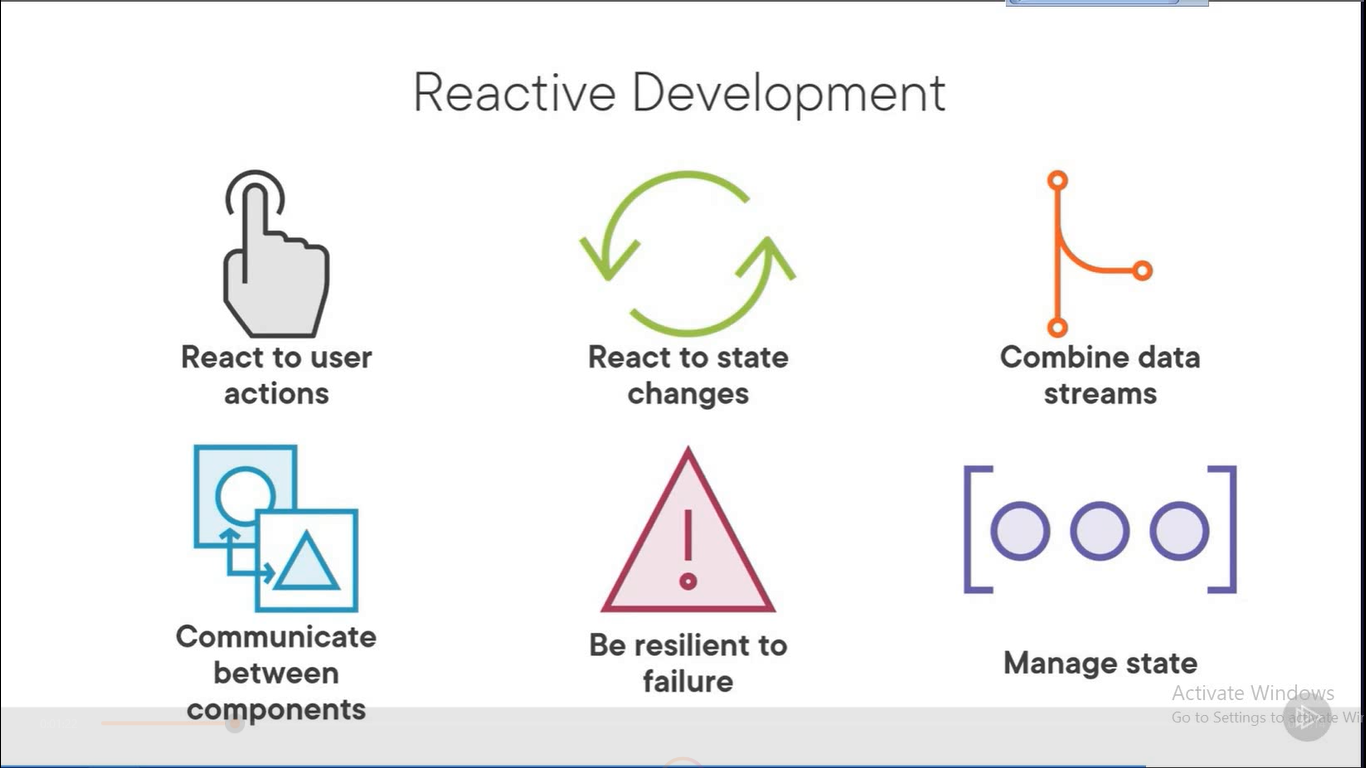 Reactive Development
React to user
actions
React to state
changes
Combine data
streams
Communicate
between
components
Be resilient to
failure
Manage state
Activate Windows
Go to Settings to activate